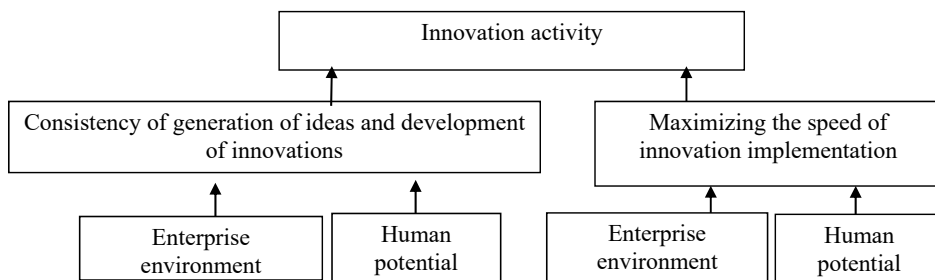 Innovation activity
Consistency of generation of ideas and development
of innovations
Maximizing the speed of
innovation implementation
Enterprise
environment
Human
potential
Enterprise
environment
Human
potential